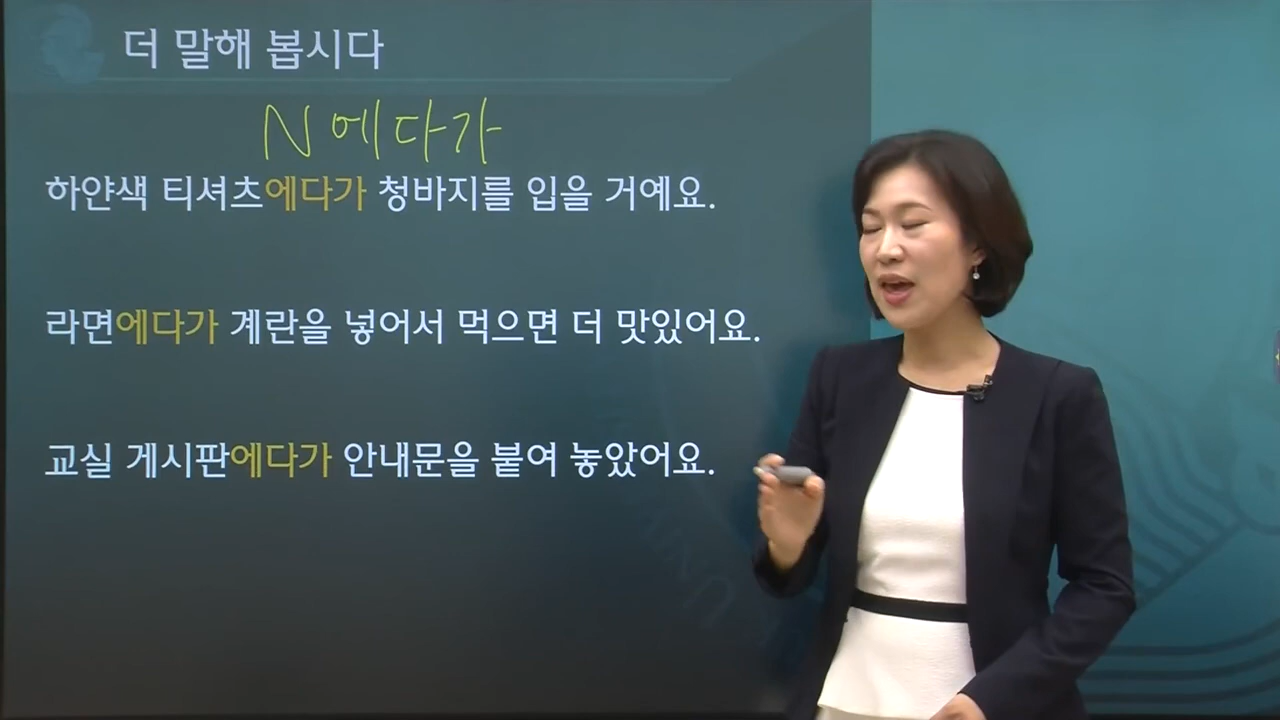 더 말해 봅시다
N에다가
하얀색 티셔츠에다가 청바지를 입을 거예요.
라면에다가 계란을 넣어서 먹으면 더 맛있어요.
교실 게시판에다가 안내문을 붙여 놓았어요.